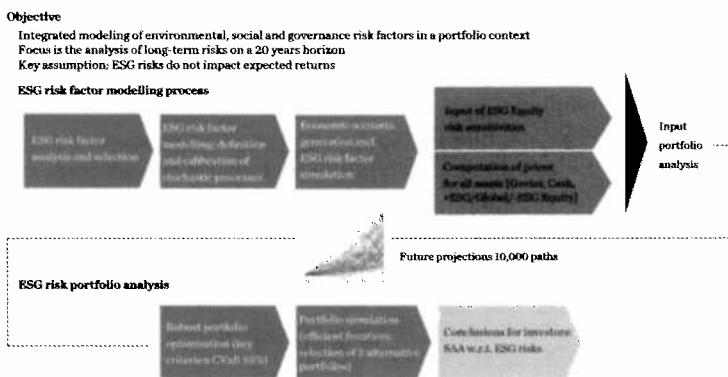 Objective
Integrated modeling of environmental, social and governance risk factors in a portfolio context
Focus is the analysis of long-term risks on a 20 years horizon
Key assumption; ESG risks do not impact expected returns
ESG risk factor modelling process
ESG risk factor
analysis and selection
ESG risk factor
modelling: definition
and calibration of
stochastic processes
Economic scenario
generation and
ESG risk factor
simulation
Input of ESG Equity
risk sensitivities
Computation of prices
for all assets [Govies, Cash,
+ESG/Global/-ESG Equity]
Input
portfolio
analysis
Future projections 10,000 paths
ESG risk portfolio analysis
Robust portfolio
optimisation (key
criterion CVaR 95%)
Portfolio simulation
(efficient frontiers;
selection of 3 alternative
portfolios)
Conclusions for investors
SAA w.r.t. ESG risks